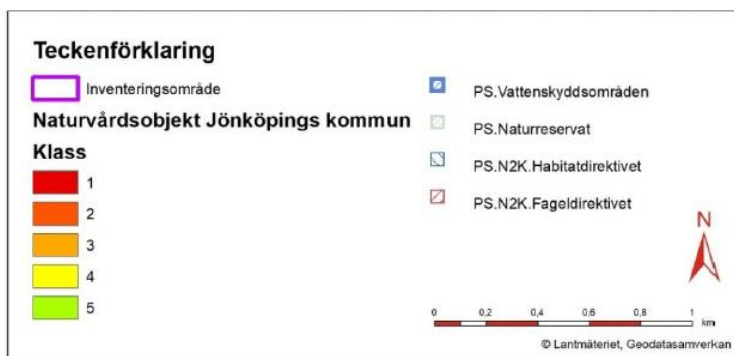 Teckenförklaring
Inventeringsområde
Naturvårdsobjekt Jönköpings kommun
Klass
1
2
3
4
5
PS.Vattenskyddsområden
PS.Naturreservat
PS.N2K.Habitatdirektivet
PS.N2K.Fageldirektivet
N
0 0,2 0,4 0,6 0,8 1
km
© Lantmäteriet, Geodatasamverkan